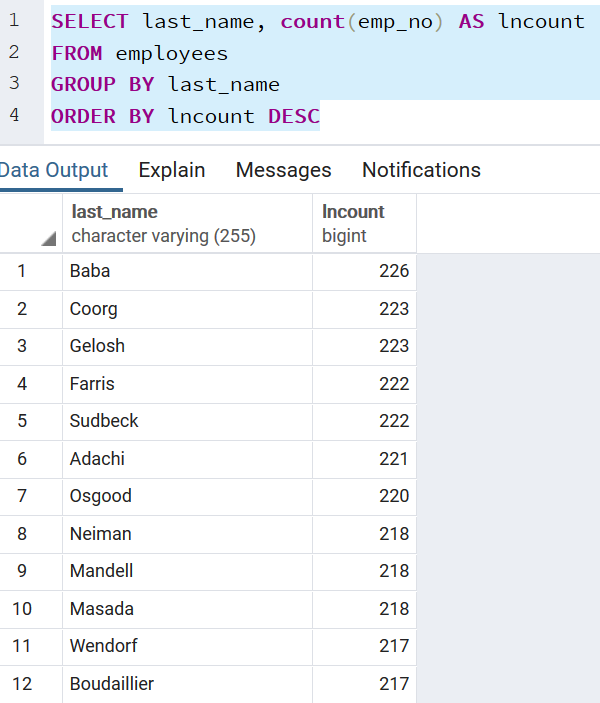 1 SELECT last_name, count(emp_no) AS lncount
2 FROM employees
3 GROUP BY last_name
4 ORDER BY lncount DESC
Data Output Explain Messages Notifications
last_name lncount
character varying (255) bigint
1 Baba 226
2 Coorg 223
3 Gelosh 223
4 Farris 222
5 Sudbeck 222
6 Adachi 221
7 Osgood 220
8 Neiman 218
9 Mandell 218
10 Masada 218
11 Wendorf 217
12 Boudaillier 217